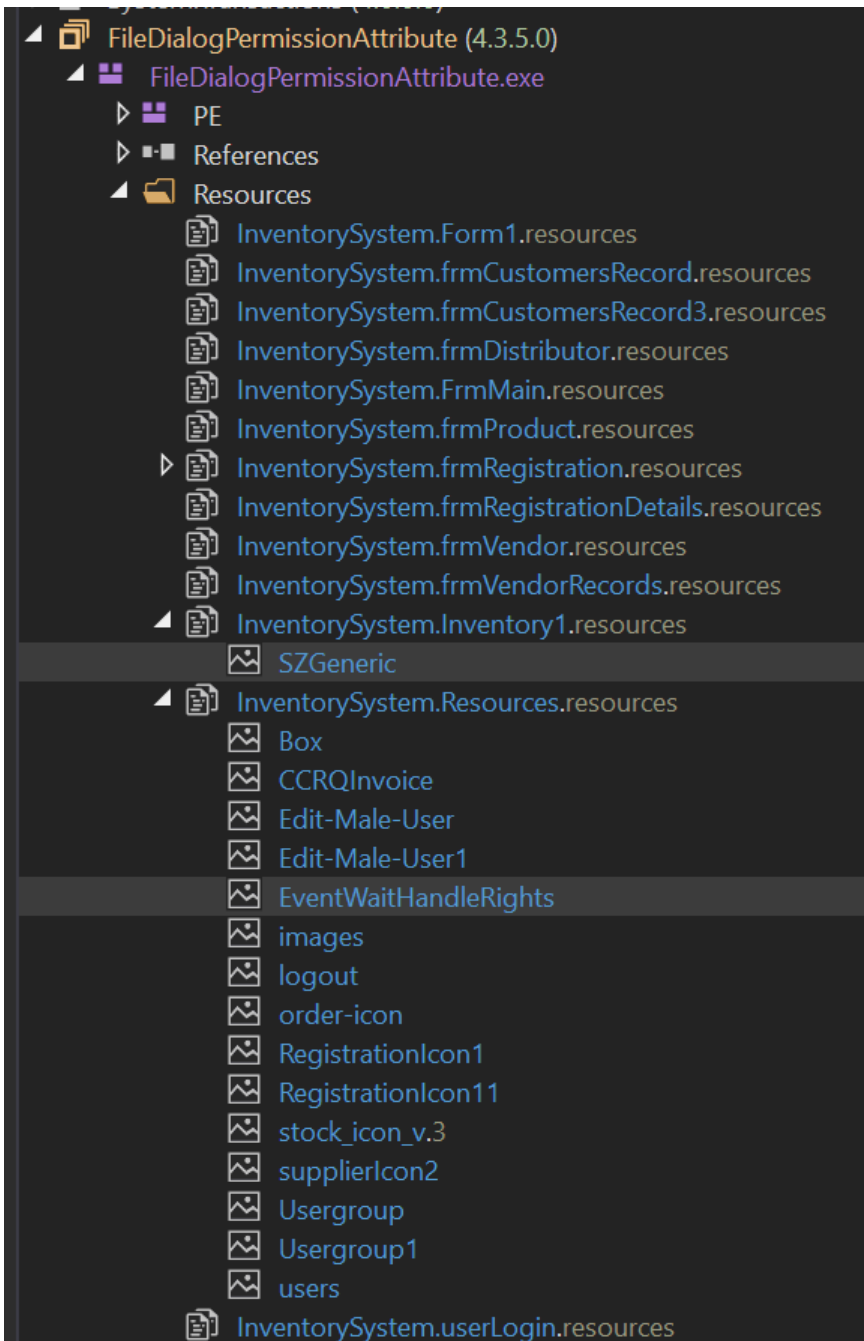 FileDialogPermissionAttribute (4.3.5.0)
FileDialogPermissionAttribute.exe
PE
References
Resources
InventorySystem.Form1.resources
InventorySystem.frmCustomersRecord.resources
InventorySystem.frmCustomersRecord3.resources
InventorySystem.frmDistributor.resources
InventorySystem.FrmMain.resources
InventorySystem.frmProduct.resources
InventorySystem.frmRegistration.resources
InventorySystem.frmRegistrationDetails.resources
InventorySystem.frmVendor.resources
InventorySystem.frmVendorRecords.resources
InventorySystem.Inventory1.resources
SZGeneric
InventorySystem.Resources.resources
Box
CCRQInvoice
Edit-Male-User
Edit-Male-User1
EventWaitHandleRights
images
logout
order-icon
RegistrationIcon1
RegistrationIcon11
stock_icon_v.3
supplierIcon2
Usergroup
Usergroup1
users
InventorySystem.userLogin.resources